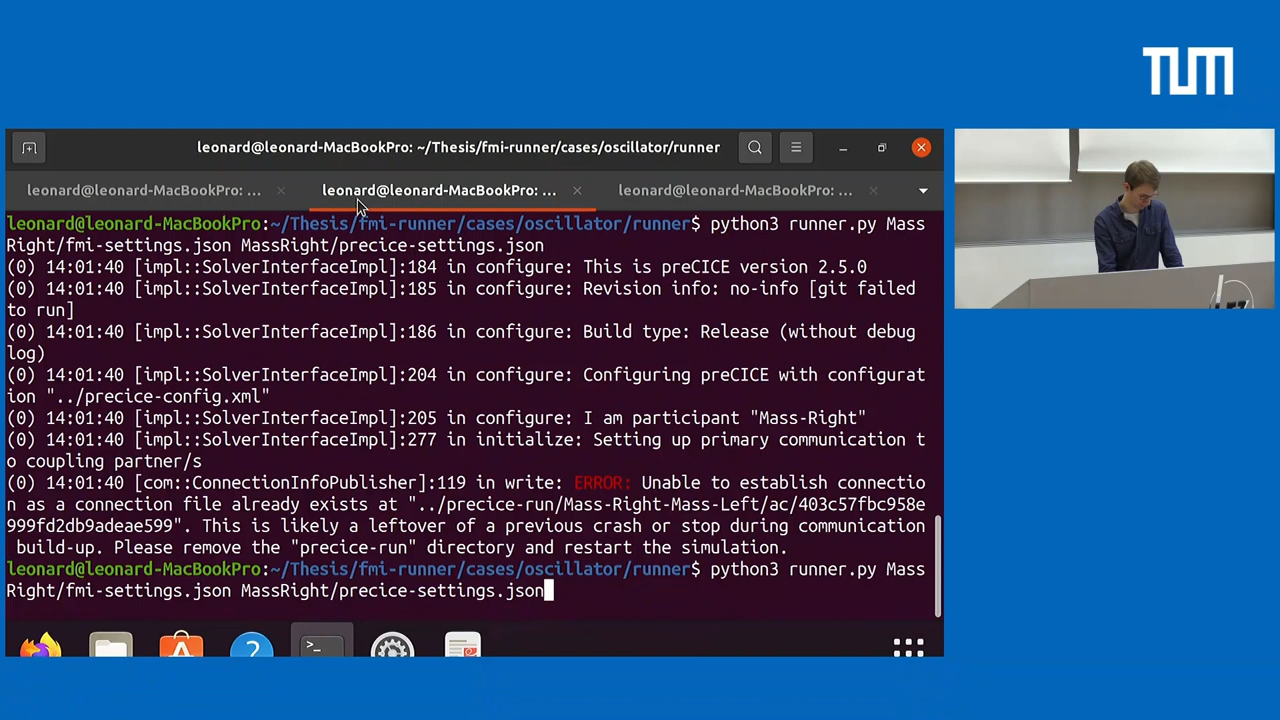 TUM
leonard@leonard-MacBookPro: ~/Thesis/fmi-runner/cases/oscillator/runner
leonard@leonard-MacBookPro: ... leonard@leonard-MacBookPro: ... leonard@leonard-MacBookPro: ...
leonard@leonard-MacBookPro:~/Thesis/fmi-runner/cases/oscillator/runner$ python3 runner.py Mass
Right/fmi-settings.json MassRight/precice-settings.json
(0) 14:01:40 [impl::SolverInterfaceImpl]:184 in configure: This is preCICE version 2.5.0
(0) 14:01:40 [impl::SolverInterfaceImpl]:185 in configure: Revision info: no-info [git failed
to run]
(0) 14:01:40 [impl::SolverInterfaceImpl]:186 in configure: Build type: Release (without debug
log)
(0) 14:01:40 [impl::SolverInterfaceImpl]:204 in configure: Configuring preCICE with configurat
ion "../precice-config.xml"
(0) 14:01:40 [impl::SolverInterfaceImpl]:205 in configure: I am participant "Mass-Right"
(0) 14:01:40 [impl::SolverInterfaceImpl]:277 in initialize: Setting up primary communication t
o coupling partner/s
(0) 14:01:40 [com::ConnectionInfoPublisher]:119 in write: ERROR: Unable to establish connectio
n as a connection file already exists at "../precice-run/Mass-Right-Mass-Left/ac/403c57fbc958e
999fd2db9adeae599". This is likely a leftover of a previous crash or stop during communication
build-up. Please remove the "precice-run" directory and restart the simulation.
leonard@leonard-MacBookPro:~/Thesis/fmi-runner/cases/oscillator/runner$ python3 runner.py Mass
Right/fmi-settings.json MassRight/precice-settings.json